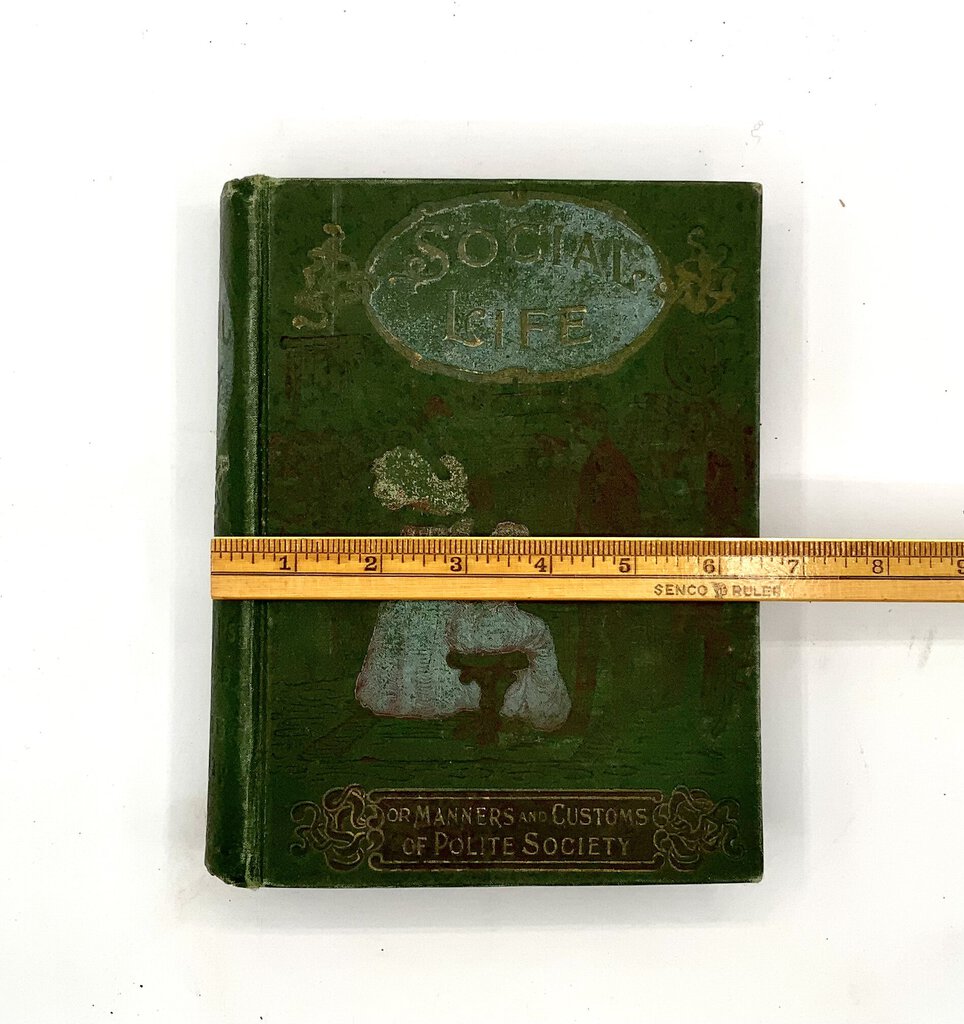 SOCIAL
LIFE
1 2 3 4 5 6 7 8 9
SENCO RULER
OR MANNERS AND CUSTOMS
OF POLITE SOCIETY